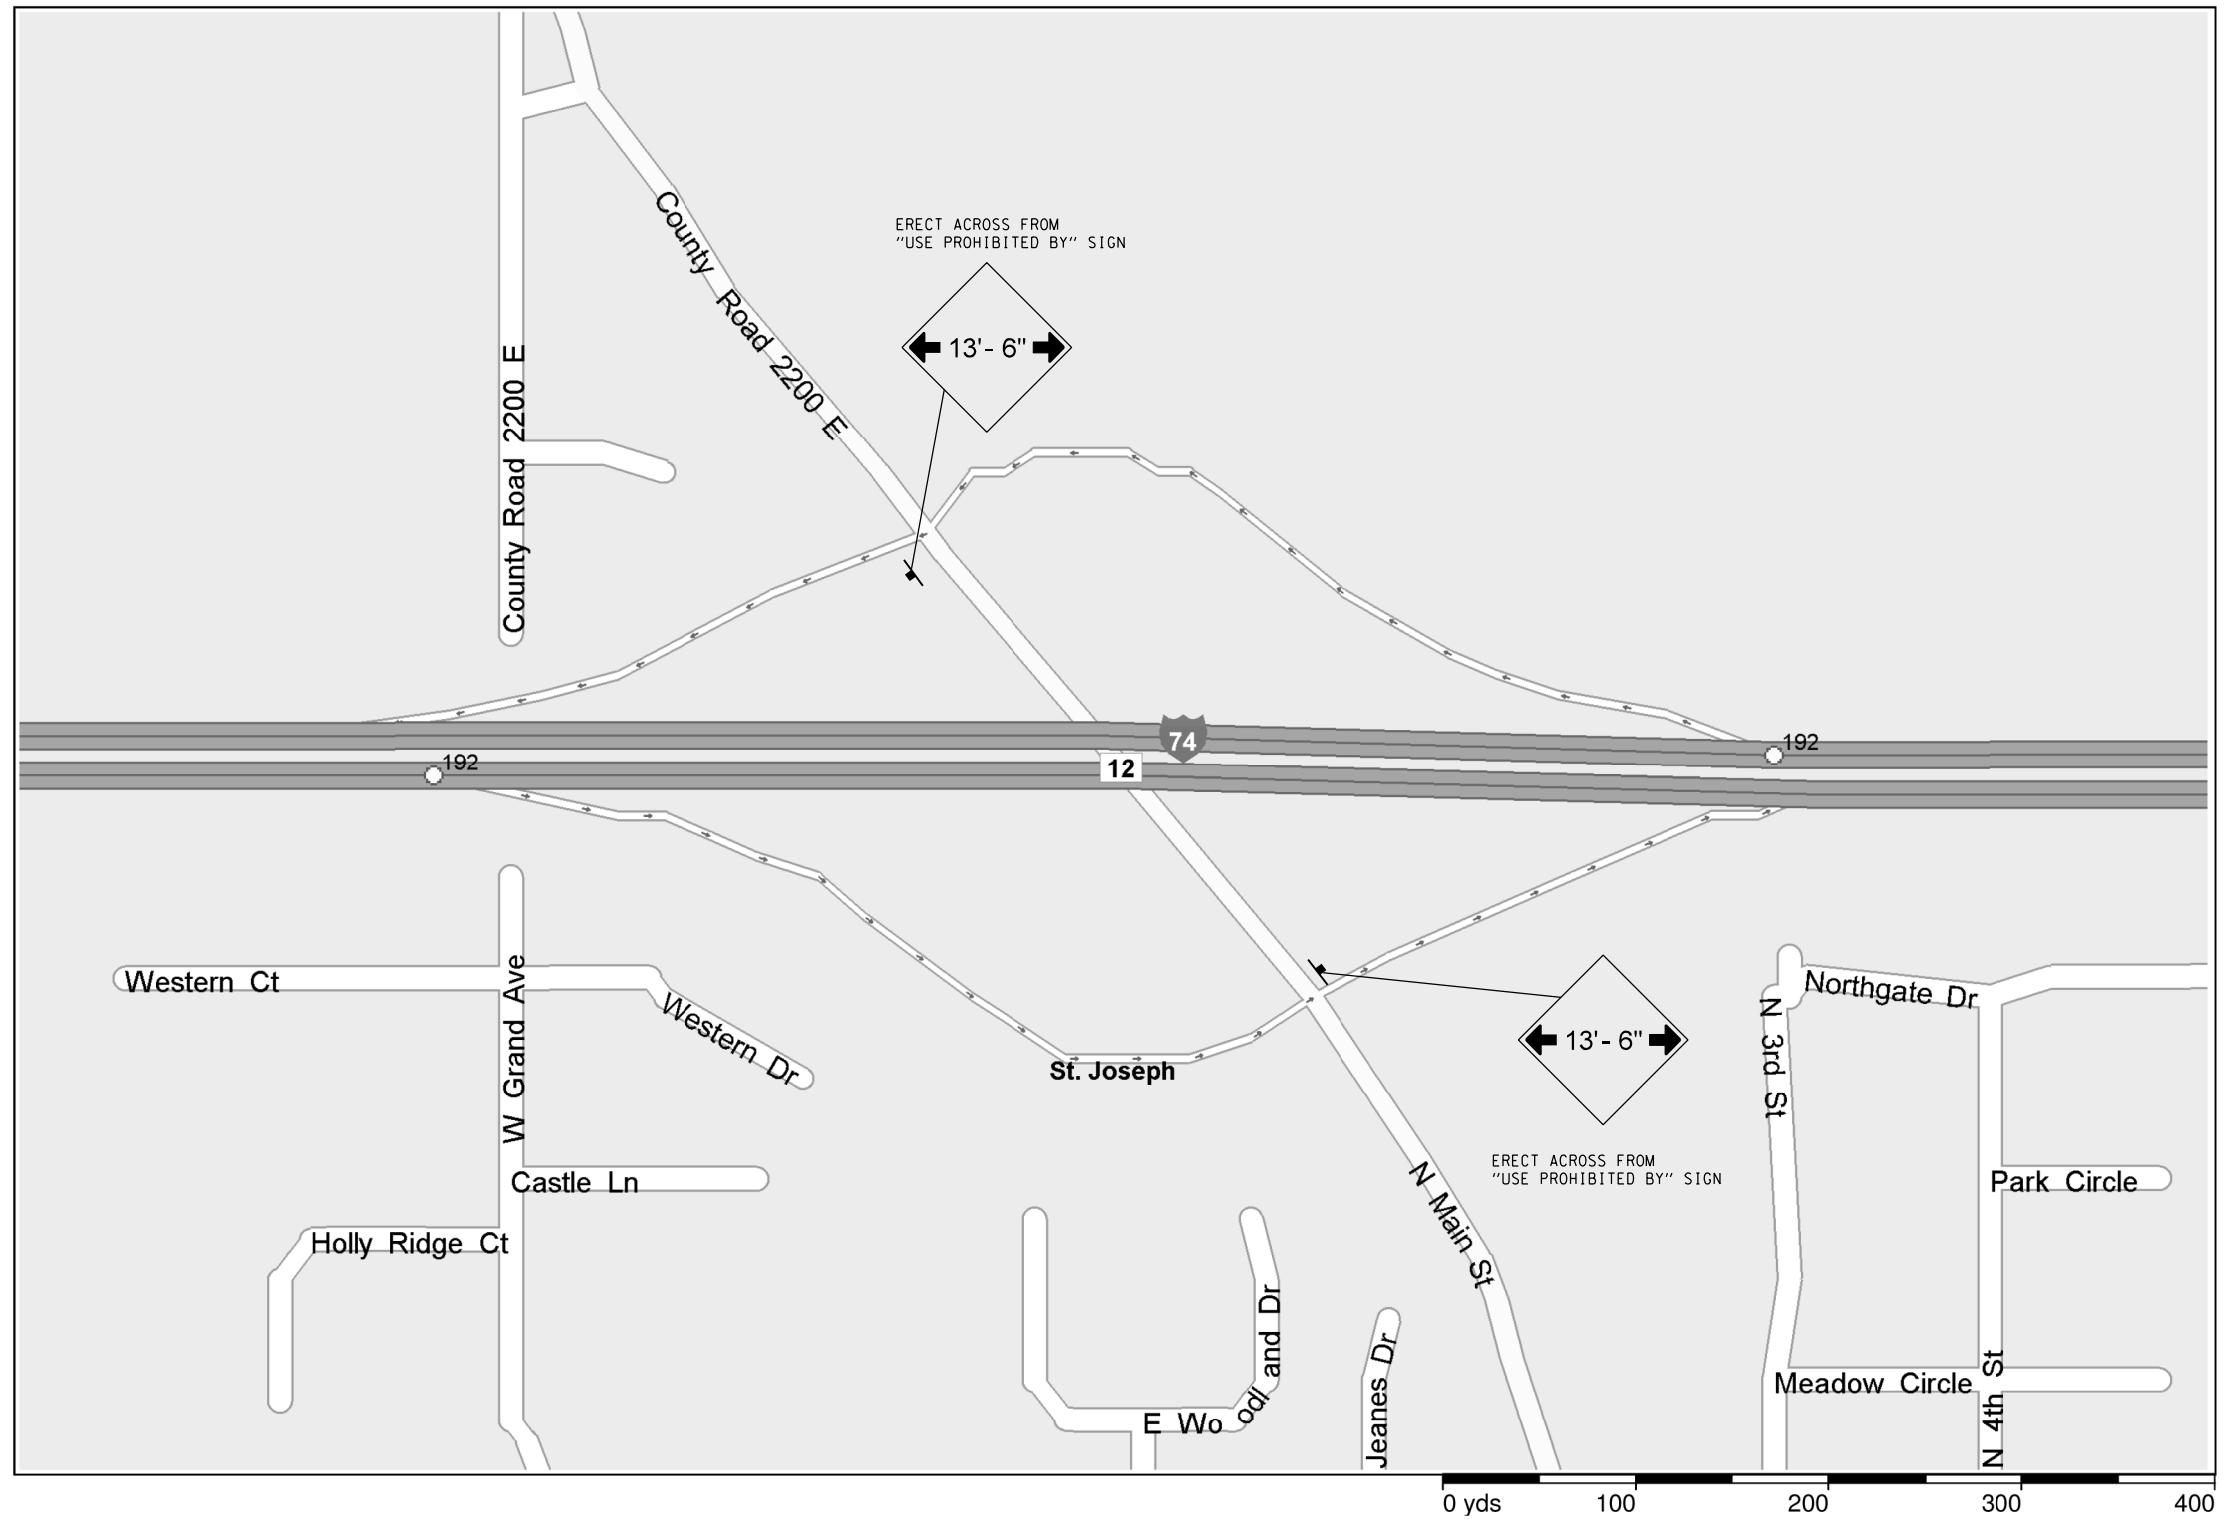 County Road 2200 E
ERECT ACROSS FROM
"USE PROHIBITED BY" SIGN
13'- 6"
County Road 2200 E
74
192
192
12
Western Ct
W Grand Ave
Western Dr
Northgate Dr
N 3rd St
13'- 6"
St. Joseph
ERECT ACROSS FROM
"USE PROHIBITED BY" SIGN
N Main St
Castle Ln
Park Circle
Holly Ridge Ct
E Woodl and Dr
Jeanes Dr
Meadow Circle
N 4th St
0 yds 100 200 300 400